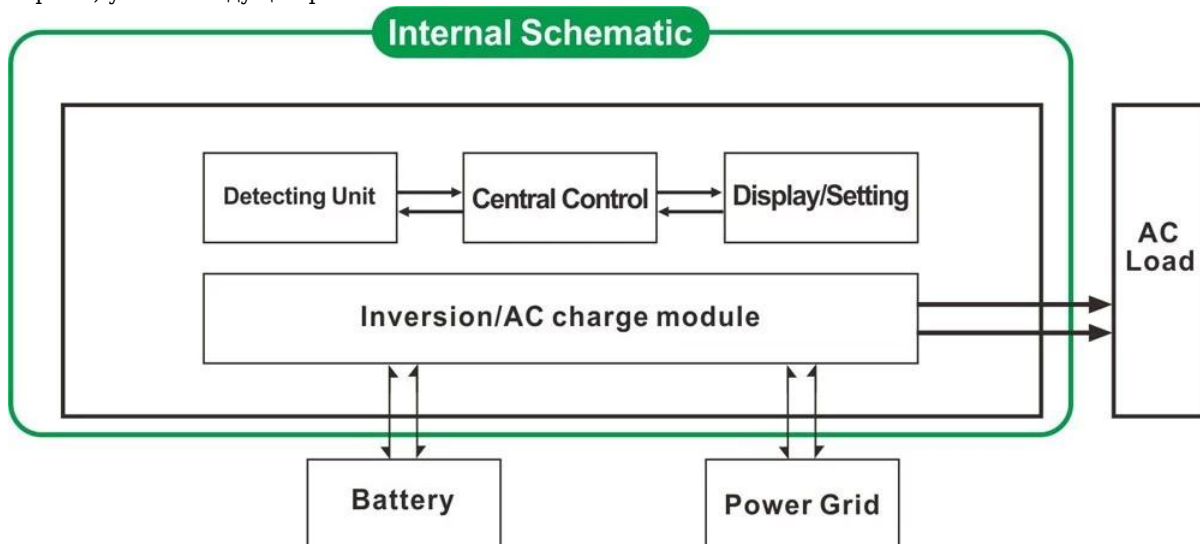 Internal Schematic
Detecting Unit
Central Control
Display/Setting
AC
Load
Inversion/AC charge module
Battery
Power Grid